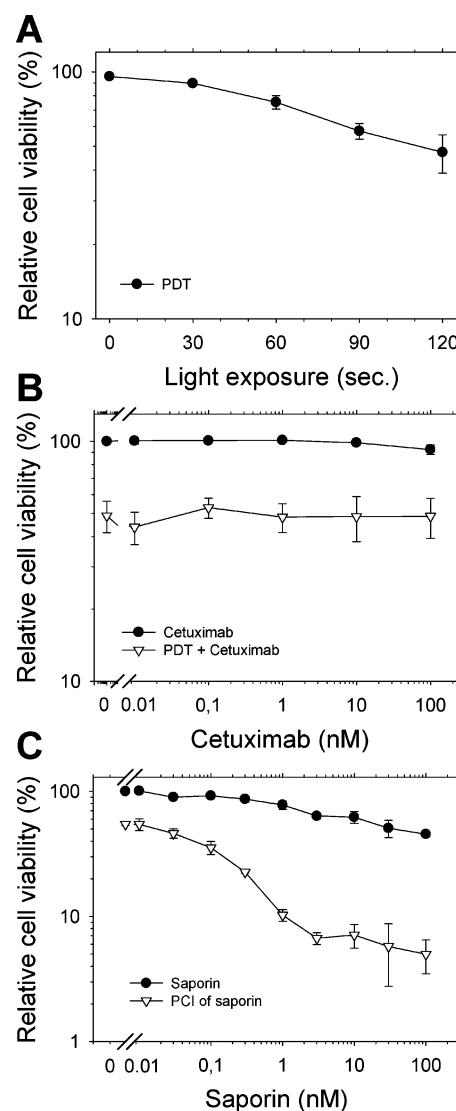 A
Relative cell viability (%)
100
10
PDT
0 30 60 90 120
Light exposure (sec.)
B
Relative cell viability (%)
100
10
Cetuximab
PDT + Cetuximab
0 0.01 0,1 1 10 100
Cetuximab (nM)
C
Relative cell viability (%)
100
10
1
Saporin
PCI of saporin
0 0.01 0,1 1 10 100
Saporin (nM)